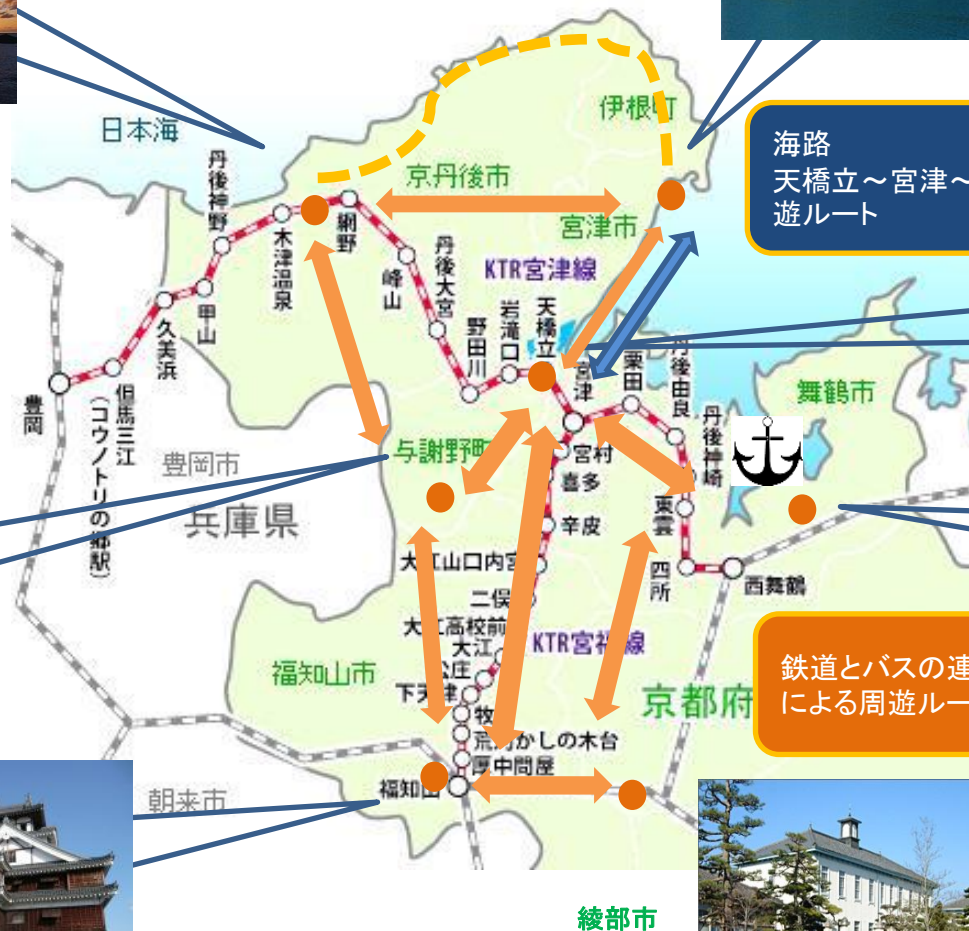 日本海
伊根町
海路
天橋立～宮津～
遊ルート
京丹後市
宮津市
丹後神野
木津温泉
網野
KTR宮津線
峰山
丹後大宮
野田川
岩滝口
天橋立
宮津
栗田
丹後由良
丹後神崎
甲山
久美浜
但馬三江
(コウノトリの郷駅)
豊岡
豊岡市
兵庫県
与謝野町
舞鶴市
宮村
喜多
辛皮
大江山口内宮
二俣
大江高校前
大江
公庄
下天津
牧
KTR宮福線
東雲
四所
西舞鶴
福知山市
京都府
鉄道とバスの連
による周遊ルー
かしの木台
厚中問屋
福知山
朝来市
綾部市